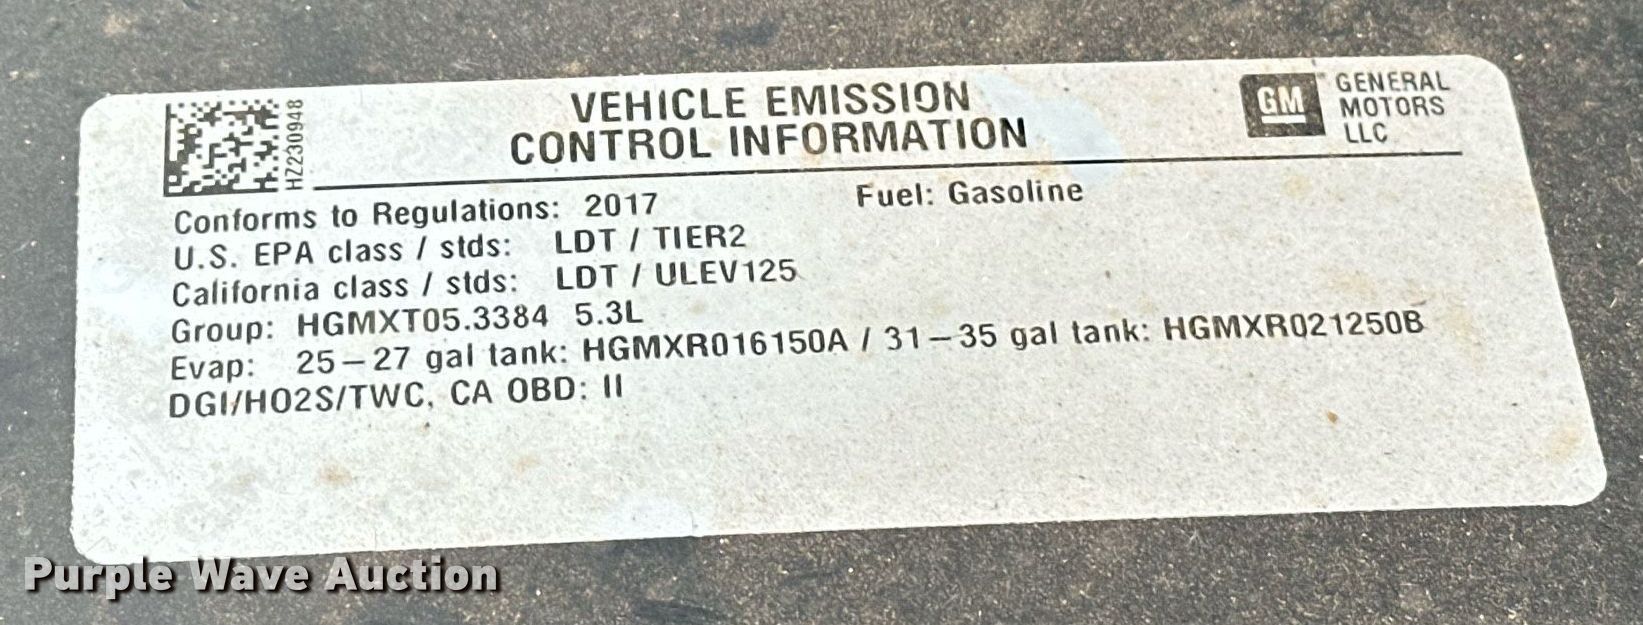 VEHICLE EMISSION
CONTROL INFORMATION
GM GENERAL
MOTORS
LLC
HZ230948
Conforms to Regulations: 2017 Fuel: Gasoline
U.S. EPA class / stds: LDT / TIER2
California class / stds: LDT / ULEV125
Group: HGMXT05.3384 5.3L
Evap: 25-27 gal tank: HGMXR016150A / 31-35 gal tank: HGMXR021250B
DGI/HO2S/TWC, CA OBD: II
Purple Wave Auction